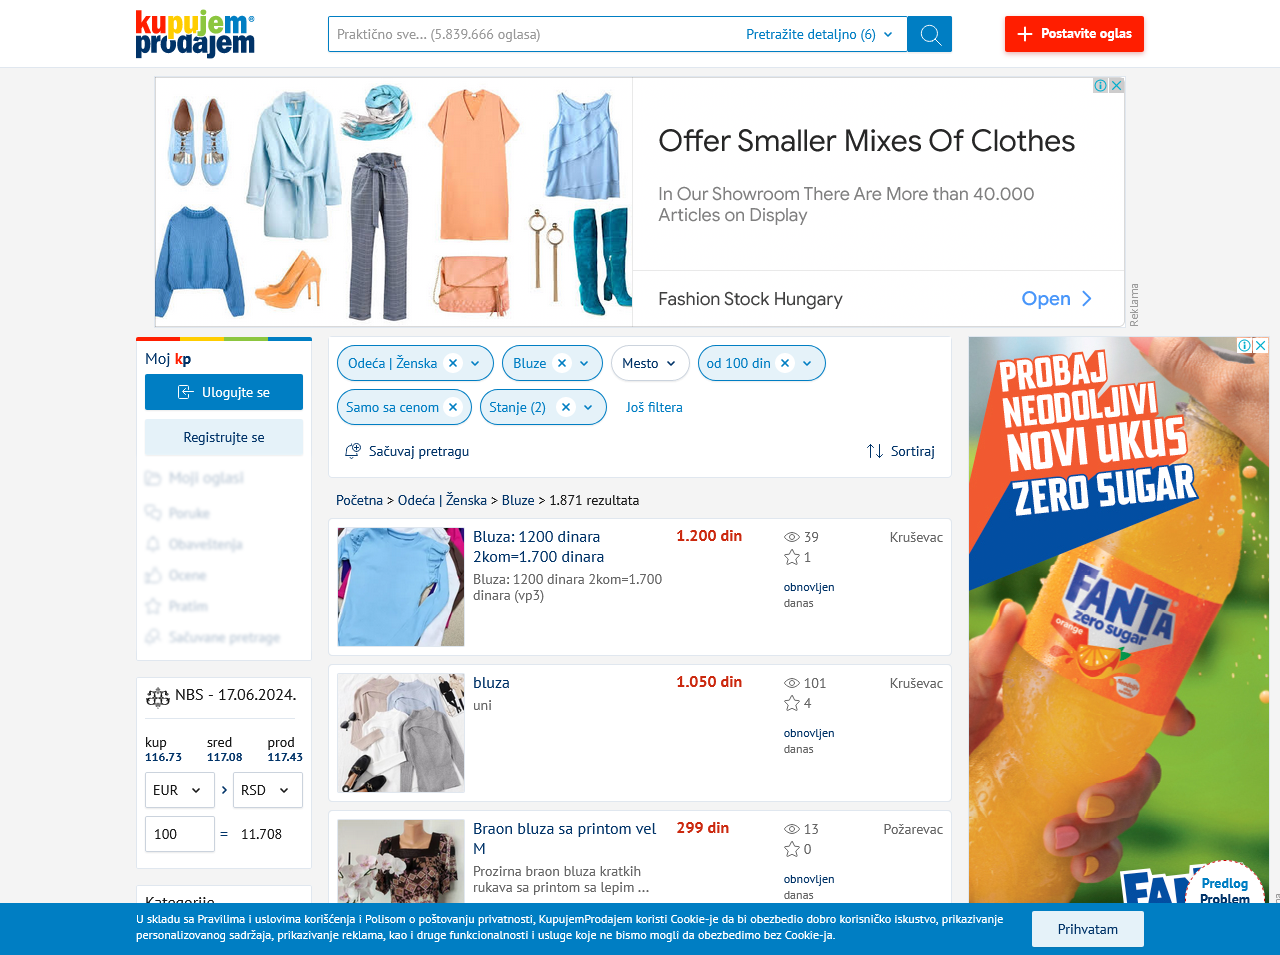 kupujem
prodajem
Praktično sve... (5.839.666 oglasa)
Pretražite detaljno (6)
Postavite oglas
Offer Smaller Mixes Of Clothes
In Our Showroom There Are More than 40.000
Articles on Display
Fashion Stock Hungary
Open
Reklama
Moj kp
Ulogujte se
Registrujte se
Moji oglasi
Poruke
Obaveštenja
Ocene
Pratim
Sačuvane pretrage
NBS - 17.06.2024.
kup sred prod
116.73 117.08 117.43
EUR RSD
100 = 11.708
Kategorije
Odeća | Ženska
Bluze
Mesto
od 100 din
Samo sa cenom
Stanje (2)
Još filtera
Sačuvaj pretragu
Sortiraj
Početna > Odeća | Ženska > Bluze > 1.871 rezultata
Bluza: 1200 dinara
2kom=1.700 dinara
Bluza: 1200 dinara 2kom=1.700
dinara (vp3)
1.200 din
39
1
obnovljen
danas
Kruševac
bluza
uni
1.050 din
101
4
obnovljen
danas
Kruševac
Braon bluza sa printom vel
M
Prozirna braon bluza kratkih
rukava sa printom sa lepim ...
299 din
13
0
obnovljen
danas
Požarevac
PROBAJ
NEODOLJIVI
NOVI UKUS
ZERO SUGAR
FANTA
zero sugar
orange
Predlog
Problem
U skladu sa Pravilima i uslovima korišćenja i Polisom o poštovanju privatnosti, KupujemProdajem koristi Cookie-je da bi obezbedio dobro korisničko iskustvo, prikazivanje
personalizovanog sadržaja, prikazivanje reklama, kao i druge funkcionalnosti i usluge koje ne bismo mogli da obezbedimo bez Cookie-ja.
Prihvatam